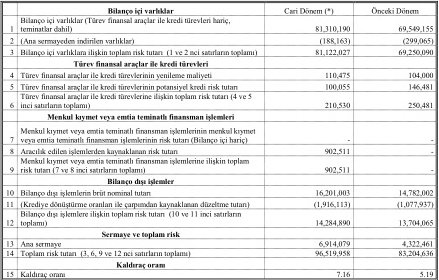 Bilanço içi varlıklar Cari Dönem (*) Önceki Dönem
Bilanço içi varlıklar (Türev finansal araçlar ile kredi türevleri hariç,
1 teminatlar dahil) 81,310,190 69,549,155
2 (Ana sermayeden indirilen varlıklar) (188,163) (299,065)
3 Bilanço içi varlıklara ilişkin toplam risk tutarı (1 ve 2 nci satırların toplamı) 81,122,027 69,250,090
Türev finansal araçlar ile kredi türevleri
4 Türev finansal araçlar ile kredi türevlerinin yenileme maliyeti 110,475 104,000
5 Türev finansal araçlar ile kredi türevlerinin potansiyel kredi risk tutarı 100,055 146,481
Türev finansal araçlar ile kredi türevlerine ilişkin toplam risk tutarı (4 ve 5
6 inci satırların toplamı) 210,530 250,481
Menkul kıymet veya emtia teminatlı finansman işlemleri
Menkul kıymet veya emtia teminatlı finansman işlemlerinin menkul kıymet
7 veya emtia teminatlı finansman işlemlerinin risk tutarı (Bilanço içi hariç) - -
8 Aracılık edilen işlemlerden kaynaklanan risk tutarı 902,511 -
Menkul kıymet veya emtia teminatlı finansman işlemlerine ilişkin toplam
9 risk tutarı (7 ve 8 inci satırların toplamı) 902,511 -
Bilanço dışı işlemler
10 Bilanço dışı işlemlerin brüt nominal tutarı 16,201,003 14,782,002
11 (Krediye dönüştürme oranları ile çarpımdan kaynaklanan düzeltme tutarı) (1,916,113) (1,077,937)
Bilanço dışı işlemlere ilişkin toplam risk tutarı (10 ve 11 inci satırların
12 toplamı) 14,284,890 13,704,065
Sermaye ve toplam risk
13 Ana sermaye 6,914,079 4,322,461
14 Toplam risk tutarı (3, 6, 9 ve 12 nci satırların toplamı) 96,519,958 83,204,636
Kaldıraç oranı
15 Kaldıraç oranı 7.16 5.19